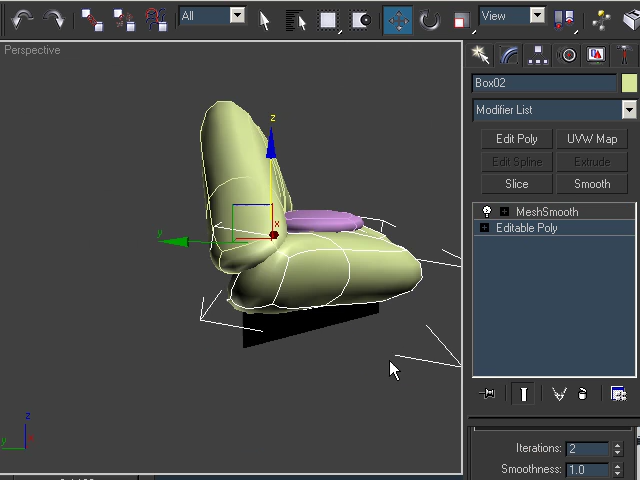 All
View
Perspective
z
x
y
Box02
Modifier List
Edit Poly
UVW Map
Edit Spline
Extrude
Slice
Smooth
MeshSmooth
Editable Poly
z
y
x
Iterations: 2
Smoothness: 1.0